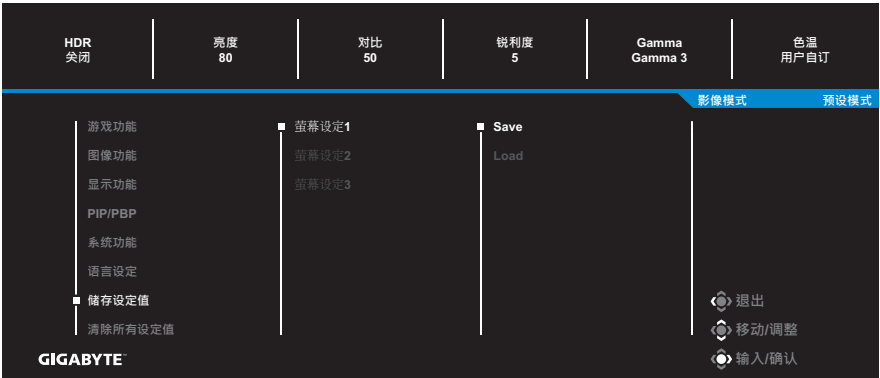 HDR 亮度 对比 锐利度 Gamma 色温
关闭 80 50 5 Gamma 3 用户自订
影像模式 预设模式
游戏功能 萤幕设定1 Save
图像功能 萤幕设定2 Load
显示功能 萤幕设定3
PIP/PBP
系统功能
语言设定
储存设定值 退出
清除所有设定值 移动/调整
GIGABYTE™ 输入/确认